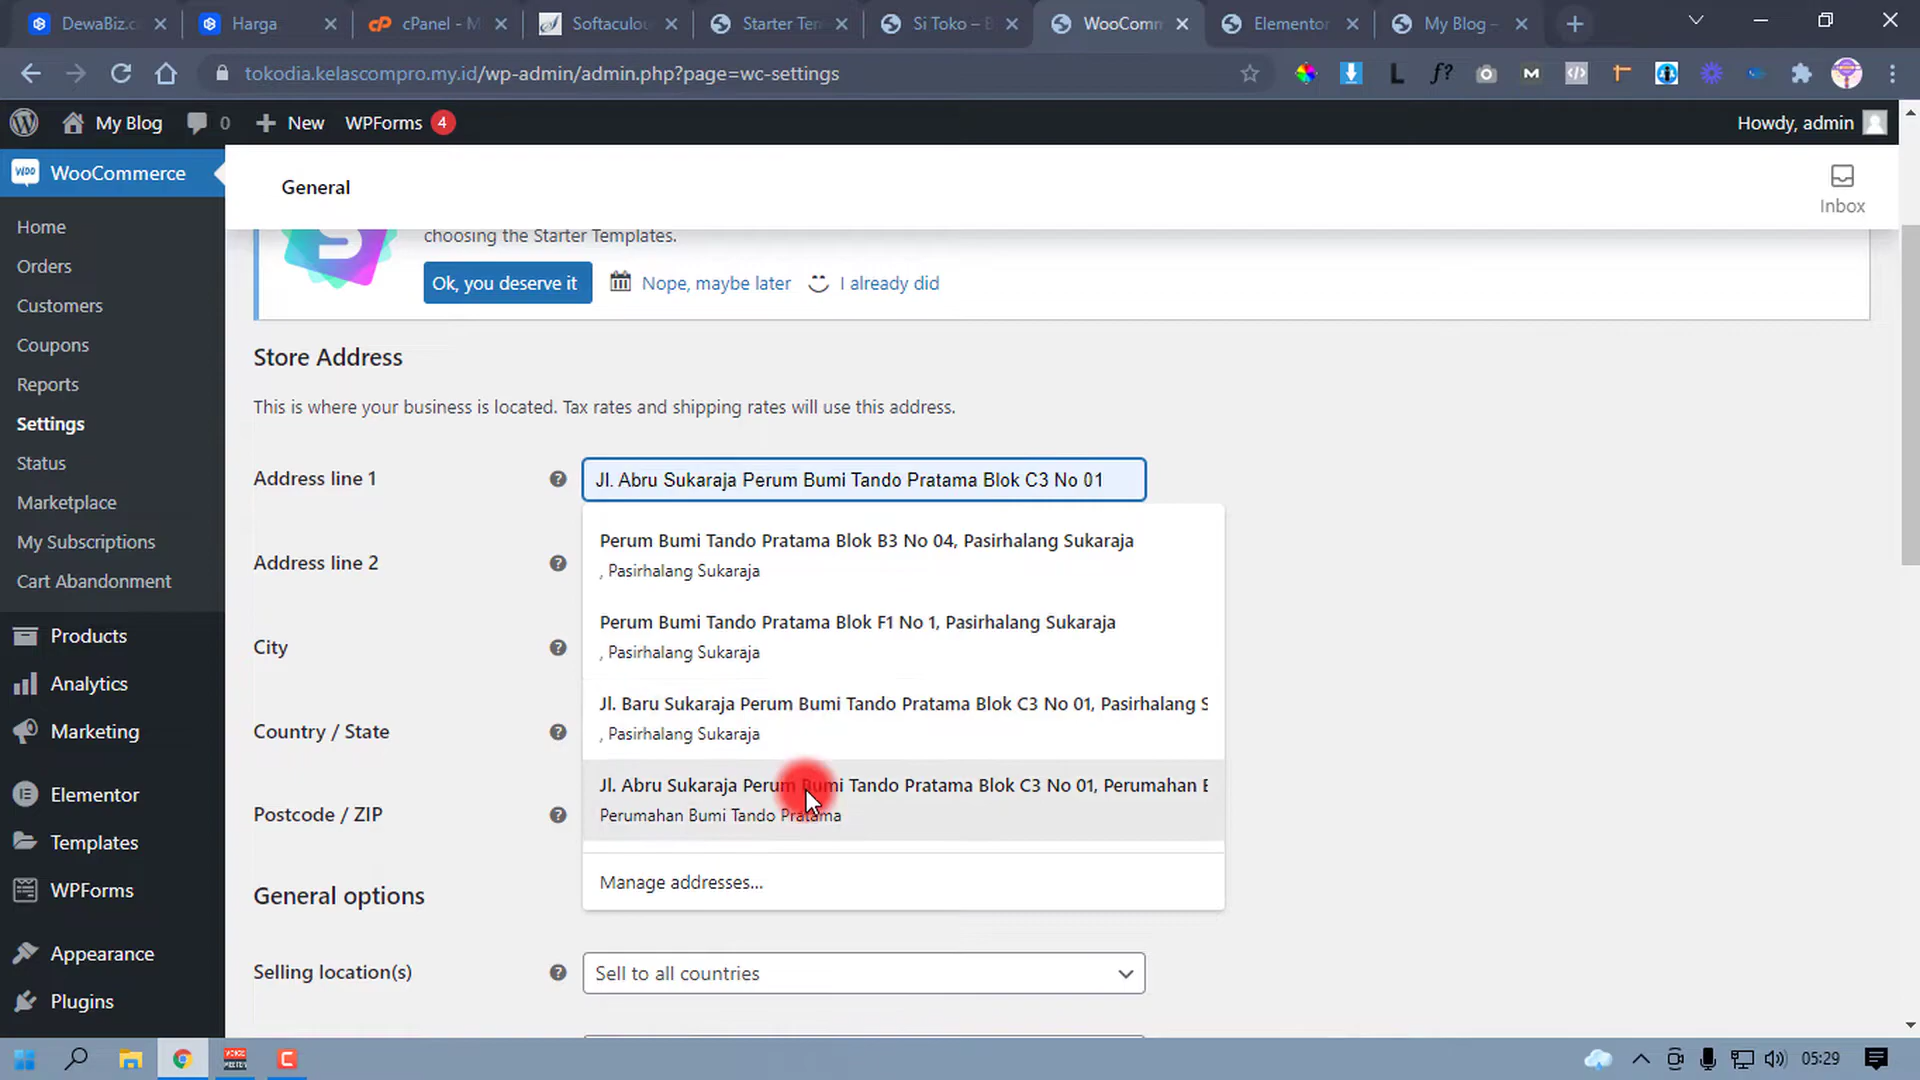 DewaBiz.c
Harga
cPanel - M
Softaculou
Starter Tem
Si Toko – B
WooComm
Elementor
My Blog –
tokodia.kelascompro.my.id/wp-admin/admin.php?page=wc-settings
My Blog
0
New
WPForms
4
Howdy, admin
WooCommerce
Home
Orders
Customers
Coupons
Reports
Settings
Status
Marketplace
My Subscriptions
Cart Abandonment
Products
Analytics
Marketing
Elementor
Templates
WPForms
Appearance
Plugins
General
Inbox
choosing the Starter Templates.
Ok, you deserve it
Nope, maybe later
I already did
Store Address
This is where your business is located. Tax rates and shipping rates will use this address.
Address line 1
Jl. Abru Sukaraja Perum Bumi Tando Pratama Blok C3 No 01
Perum Bumi Tando Pratama Blok B3 No 04, Pasirhalang Sukaraja
, Pasirhalang Sukaraja
Perum Bumi Tando Pratama Blok F1 No 1, Pasirhalang Sukaraja
, Pasirhalang Sukaraja
Jl. Baru Sukaraja Perum Bumi Tando Pratama Blok C3 No 01, Pasirhalang S
, Pasirhalang Sukaraja
Jl. Abru Sukaraja Perum Bumi Tando Pratama Blok C3 No 01, Perumahan B
Perumahan Bumi Tando Pratama
Manage addresses...
Address line 2
City
Country / State
Postcode / ZIP
General options
Selling location(s)
Sell to all countries
05:29